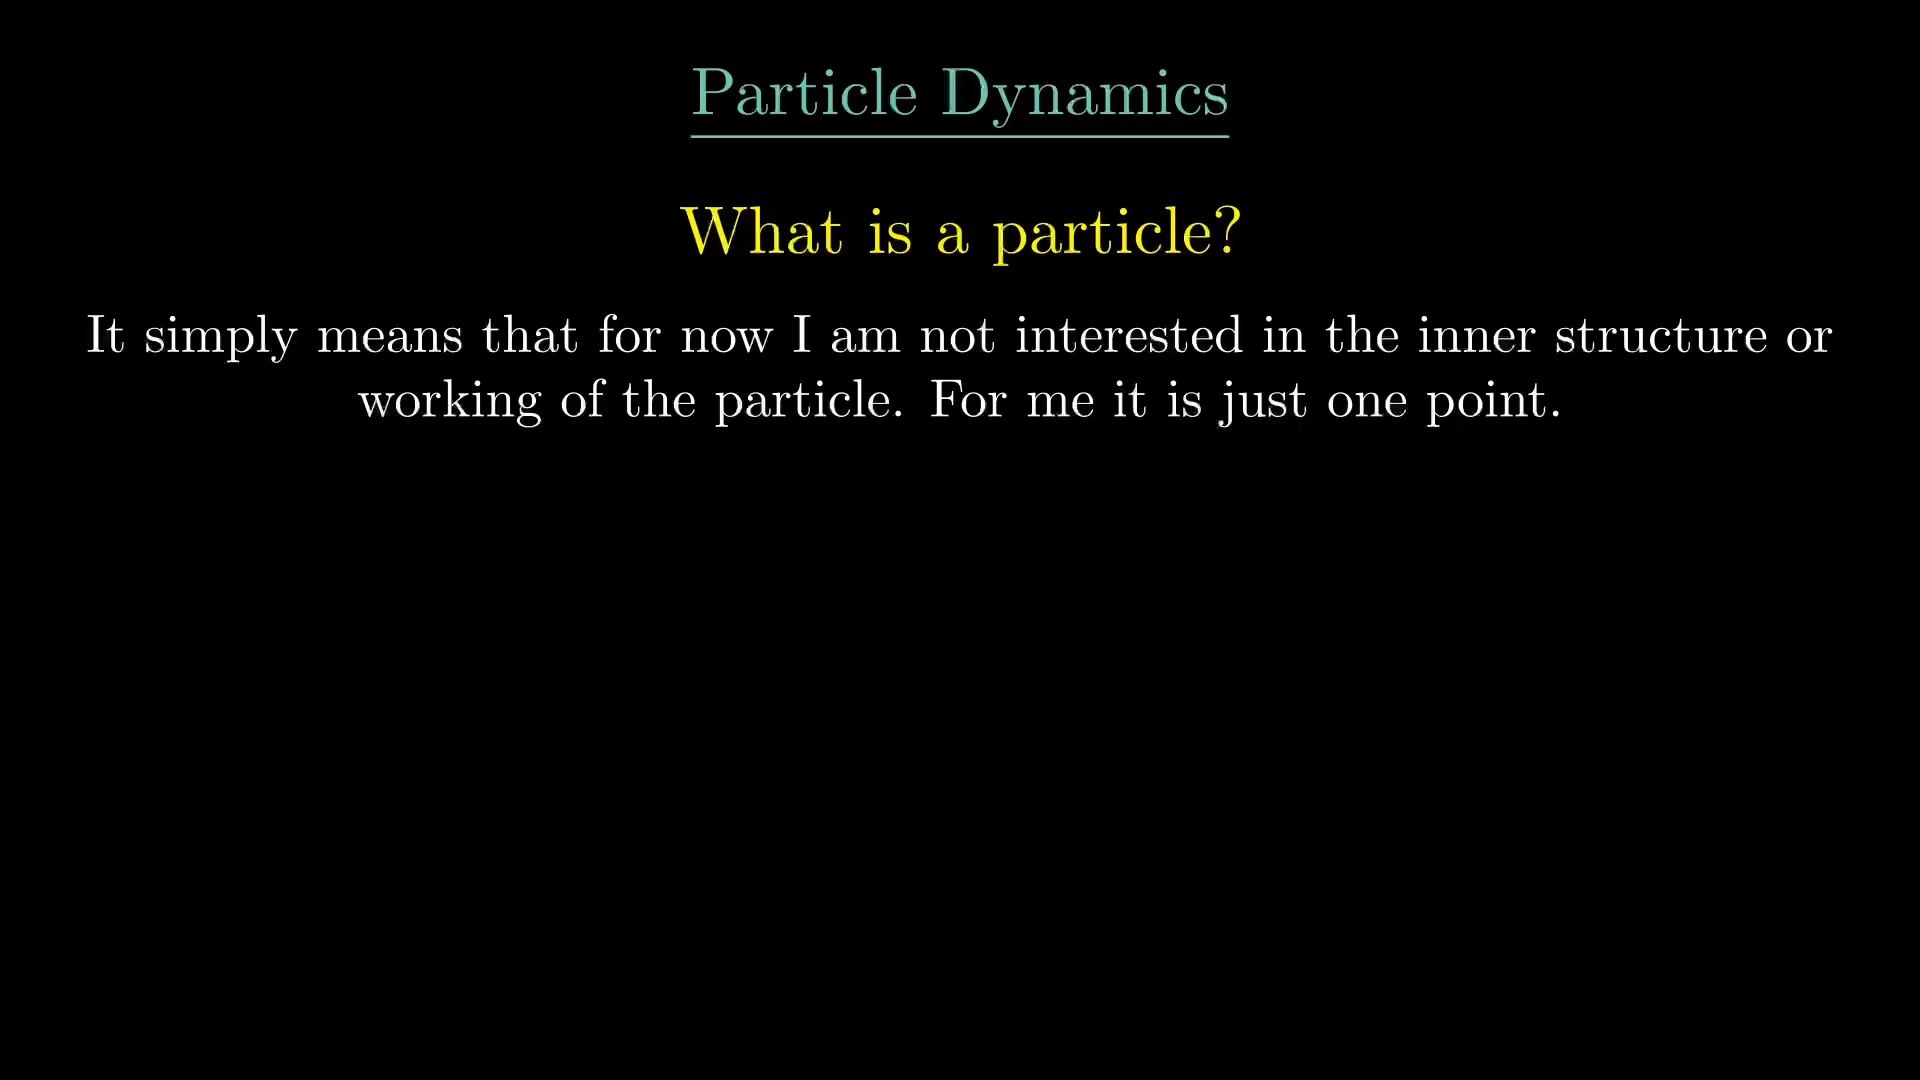 Particle Dynamics
What is a particle?
It simply means that for now I am not interested in the inner structure or
working of the particle. For me it is just one point.